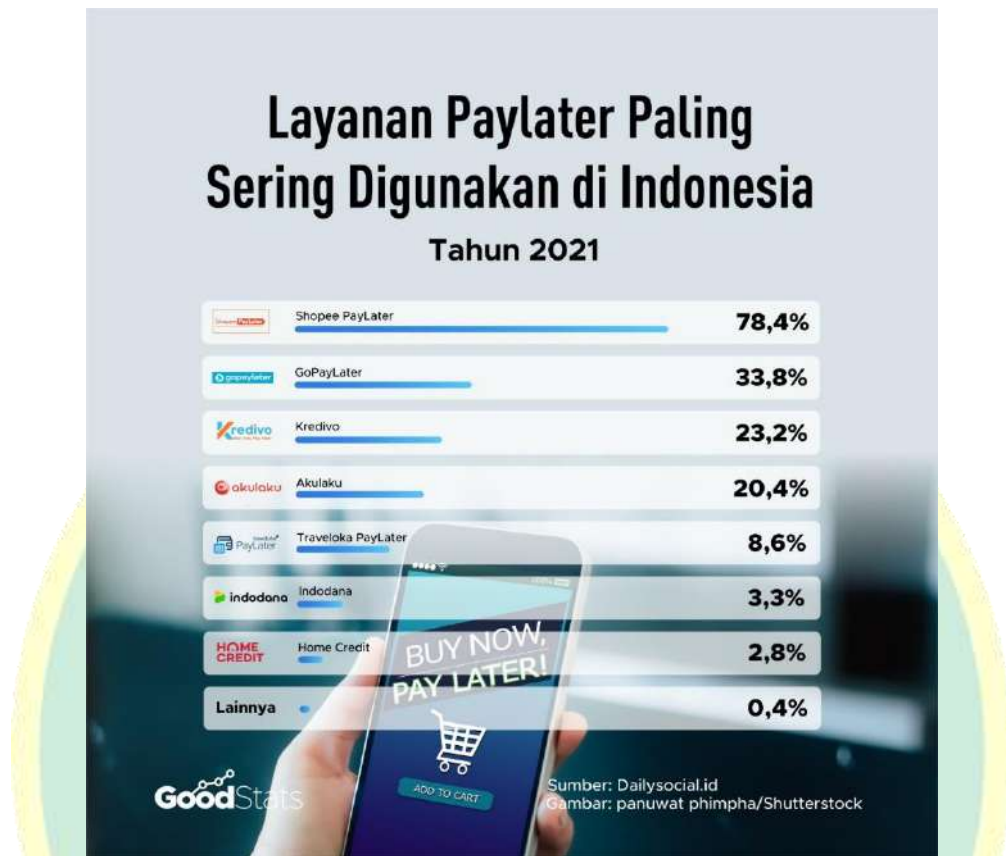 Layanan Paylater Paling
Sering Digunakan di Indonesia
Tahun 2021
Shopee PayLater
78,4%
gopaylater
GoPayLater
33,8%
Kredivo
Kredivo
23,2%
akulaku
Akulaku
20,4%
PayLater
Traveloka PayLater
8,6%
indodana
Indodana
3,3%
HOME
CREDIT
Home Credit
2,8%
Lainnya
0,4%
BUY NOW,
PAY LATER!
ADD TO CART
GoodStats
Sumber: Dailysocial.id
Gambar: panuwat phimpha/Shutterstock